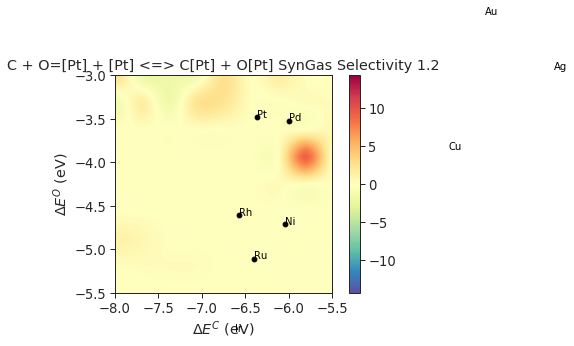 Au
C + O=[Pt] + [Pt] <=> C[Pt] + O[Pt] SynGas Selectivity 1.2
Ag
−3.0
−3.5
−4.0
−4.5
−5.0
−5.5
ΔE^O (eV)
Pt
Pd
Cu
Rh
Ni
Ru
10
5
0
−5
−10
−8.0 −7.5 −7.0 −6.5 −6.0 −5.5
ΔE^C (eV)
Ir